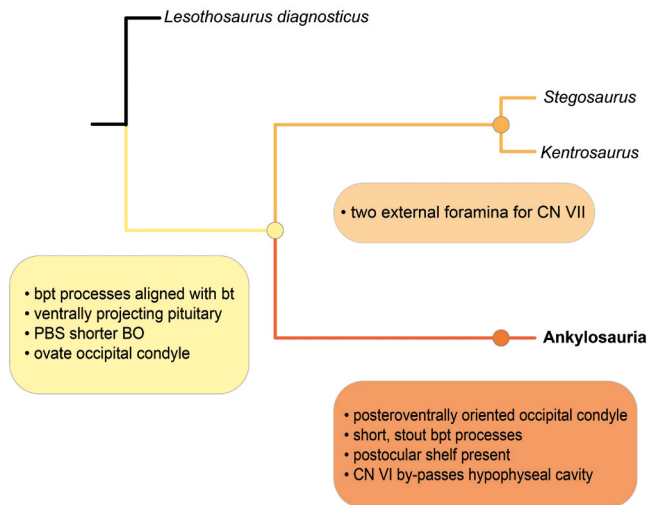 Lesothosaurus diagnosticus
Stegosaurus
Kentrosaurus
• two external foramina for CN VII
• bpt processes aligned with bt
• ventrally projecting pituitary
• PBS shorter BO
• ovate occipital condyle
Ankylosauria
• posteroventrally oriented occipital condyle
• short, stout bpt processes
• postocular shelf present
• CN VI by-passes hypophyseal cavity